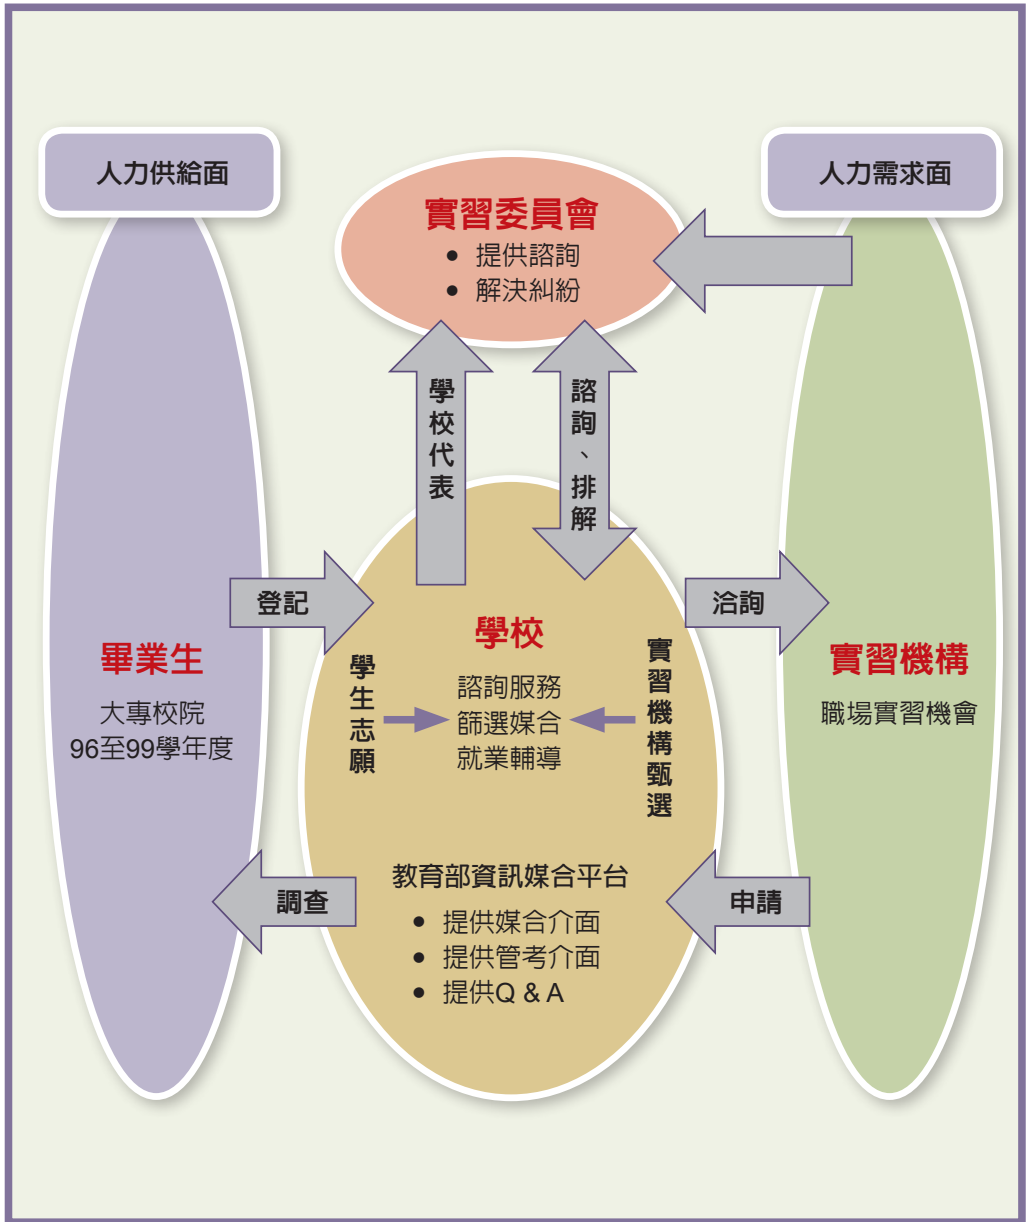 人力供給面
人力需求面
實習委員會
• 提供諮詢
• 解決糾紛
學校代表
諮詢、排解
登記
洽詢
畢業生
大專校院
96至99學年度
學生志願
學校
諮詢服務
篩選媒合
就業輔導
實習機構甄選
實習機構
職場實習機會
調查
教育部資訊媒合平台
• 提供媒合介面
• 提供管考介面
• 提供Q & A
申請